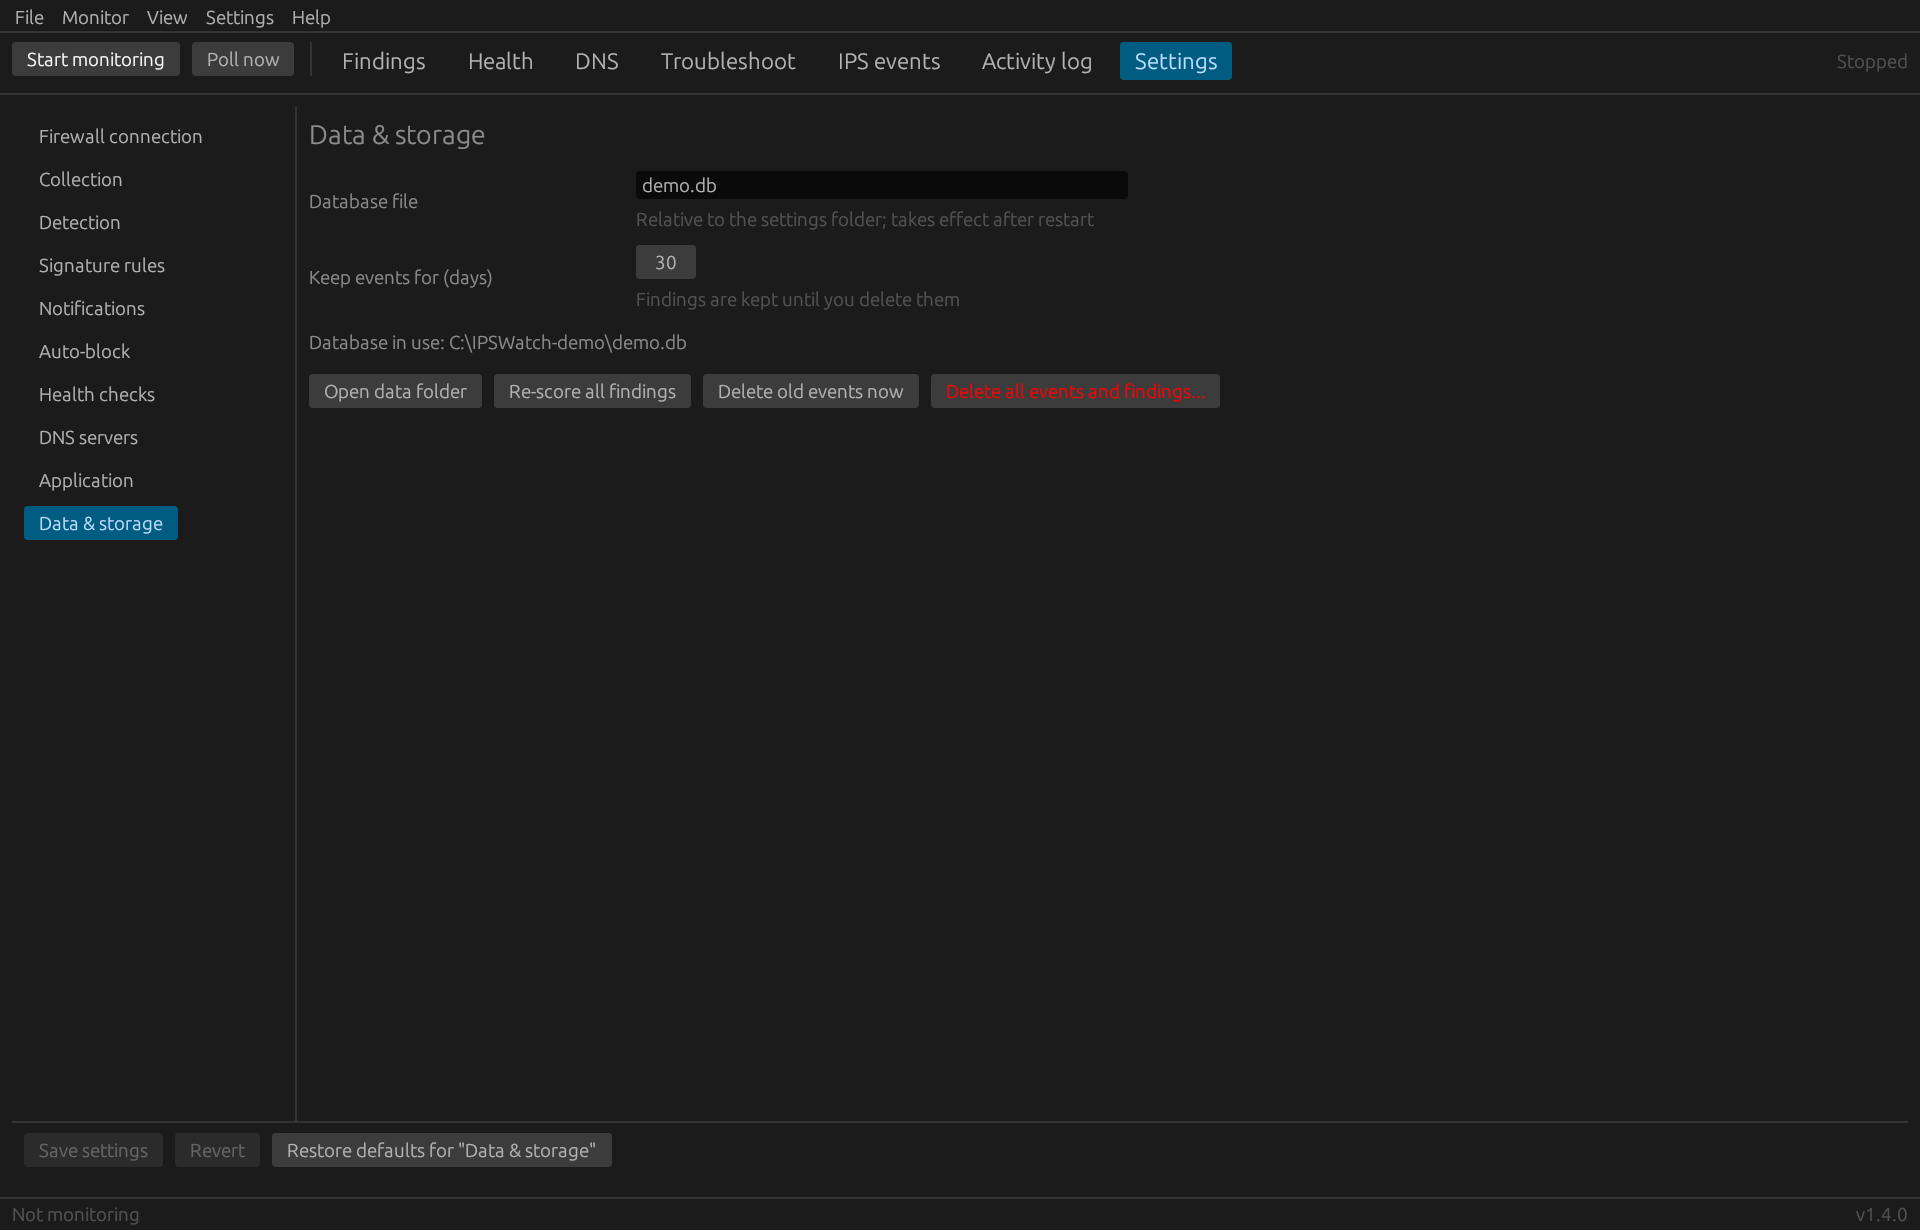 File Monitor View Settings Help
Start monitoring Poll now Findings Health DNS Troubleshoot IPS events Activity log Settings Stopped
Firewall connection
Collection
Detection
Signature rules
Notifications
Auto-block
Health checks
DNS servers
Application
Data & storage
Data & storage
Database file demo.db
Relative to the settings folder; takes effect after restart
Keep events for (days) 30
Findings are kept until you delete them
Database in use: C:\IPSWatch-demo\demo.db
Open data folder Re-score all findings Delete old events now Delete all events and findings...
Save settings Revert Restore defaults for "Data & storage"
Not monitoring v1.4.0